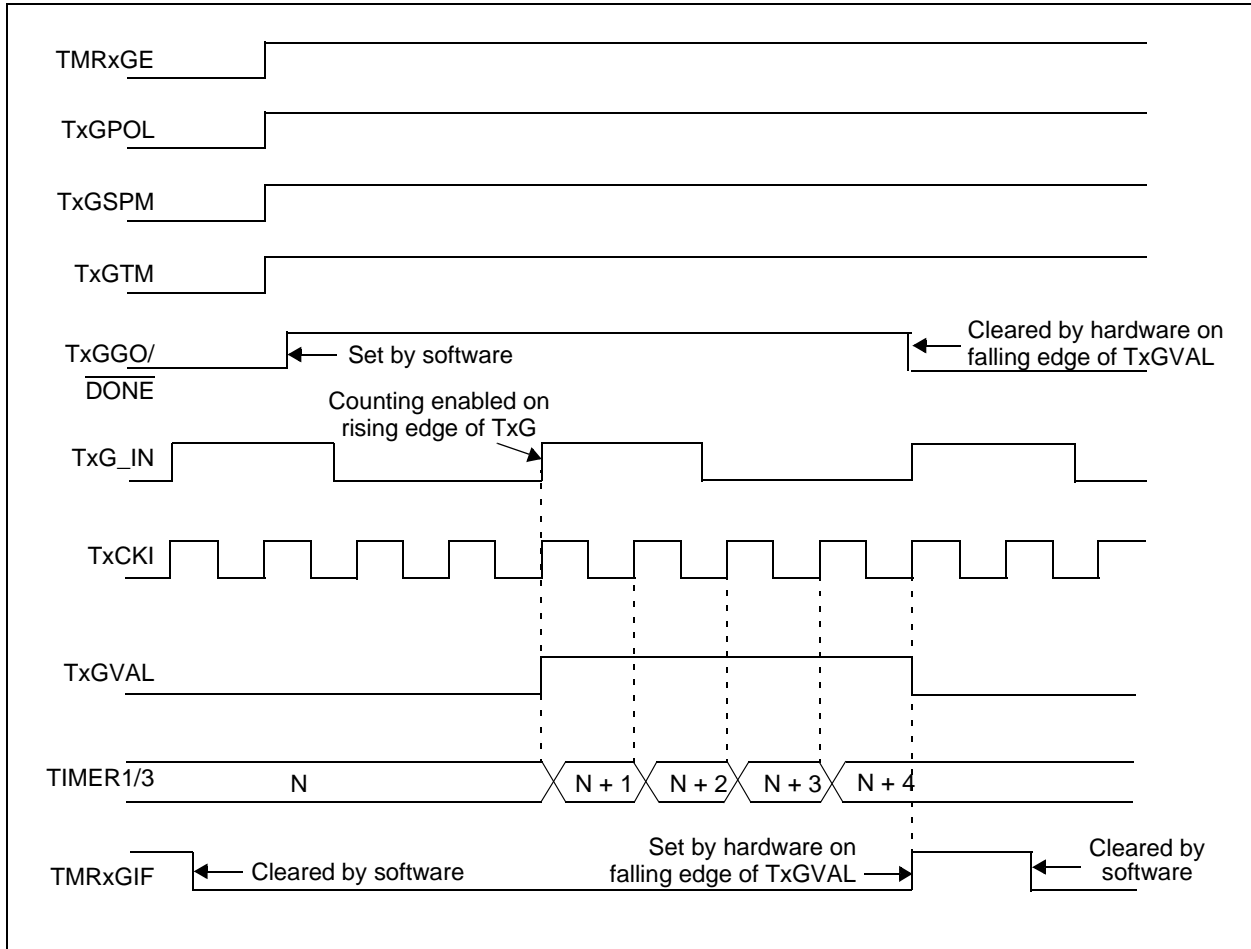 TMRxGE
TxGPOL
TxGSPM
TxGTM
TxGGO/
DONE
Set by software
Cleared by hardware on
falling edge of TxGVAL
Counting enabled on
rising edge of TxG
TxG_IN
TxCKI
TxGVAL
TIMER1/3
N
N + 1
N + 2
N + 3
N + 4
TMRxGIF
Cleared by software
Set by hardware on
falling edge of TxGVAL
Cleared by
software